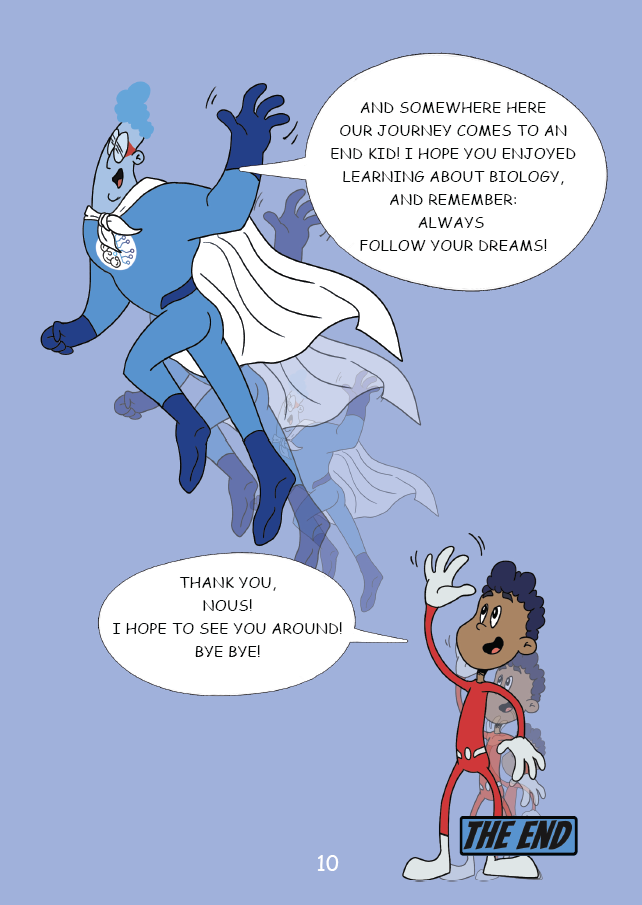 AND SOMEWHERE HERE
OUR JOURNEY COMES TO AN
END KID! I HOPE YOU ENJOYED
LEARNING ABOUT BIOLOGY,
AND REMEMBER:
ALWAYS
FOLLOW YOUR DREAMS!
THANK YOU,
NOUS!
I HOPE TO SEE YOU AROUND!
BYE BYE!
THE END
10